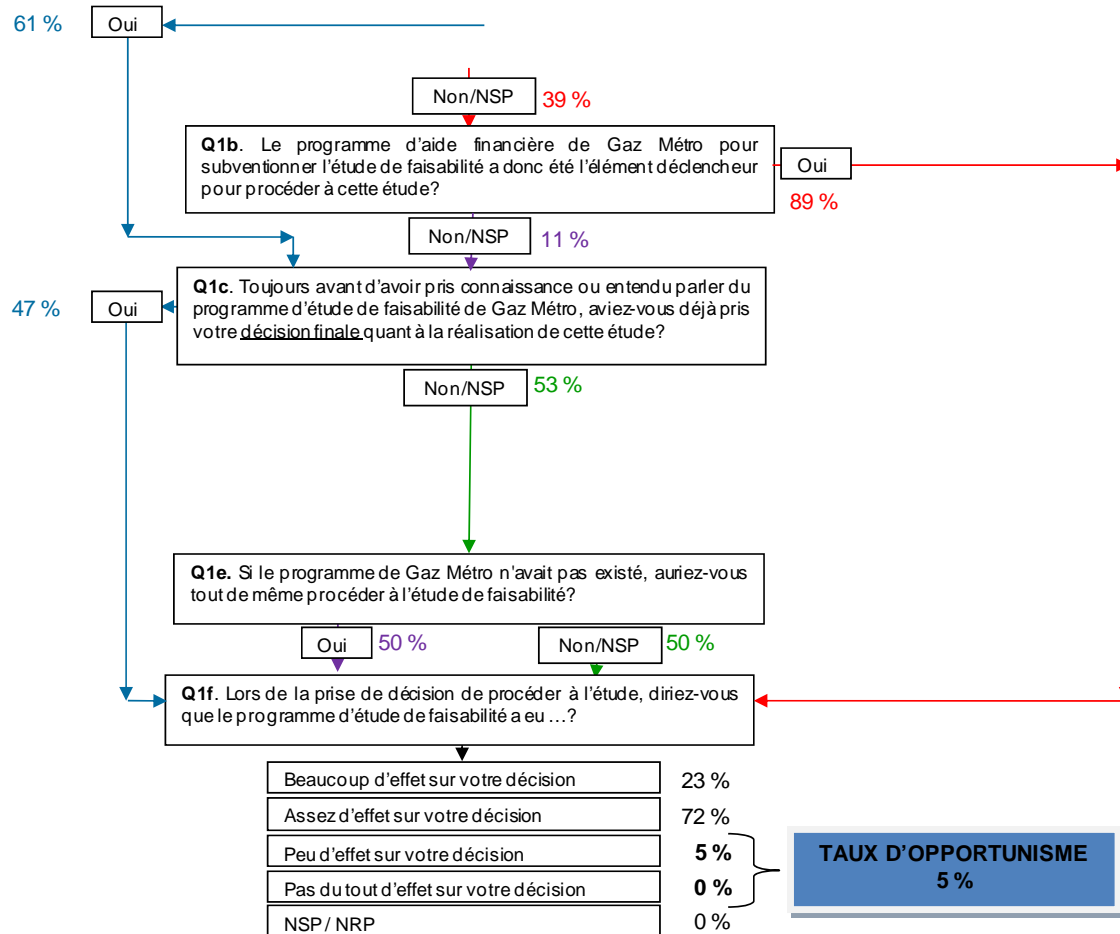 61 % Oui
Non/NSP 39 %
Q1b. Le programme d'aide financière de Gaz Métro pour
subventionner l'étude de faisabilité a donc été l'élément déclencheur
pour procéder à cette étude?
Oui
89 %
Non/NSP 11 %
Q1c. Toujours avant d'avoir pris connaissance ou entendu parler du
programme d'étude de faisabilité de Gaz Métro, aviez-vous déjà pris
votre décision finale quant à la réalisation de cette étude?
47 % Oui
Non/NSP 53 %
Q1e. Si le programme de Gaz Métro n'avait pas existé, auriez-vous
tout de même procéder à l'étude de faisabilité?
Oui 50 % Non/NSP 50 %
Q1f. Lors de la prise de décision de procéder à l'étude, diriez-vous
que le programme d'étude de faisabilité a eu …?
Beaucoup d'effet sur votre décision 23 %
Assez d'effet sur votre décision 72 %
Peu d'effet sur votre décision 5 %
Pas du tout d'effet sur votre décision 0 %
NSP / NRP 0 %
TAUX D'OPPORTUNISME
5 %